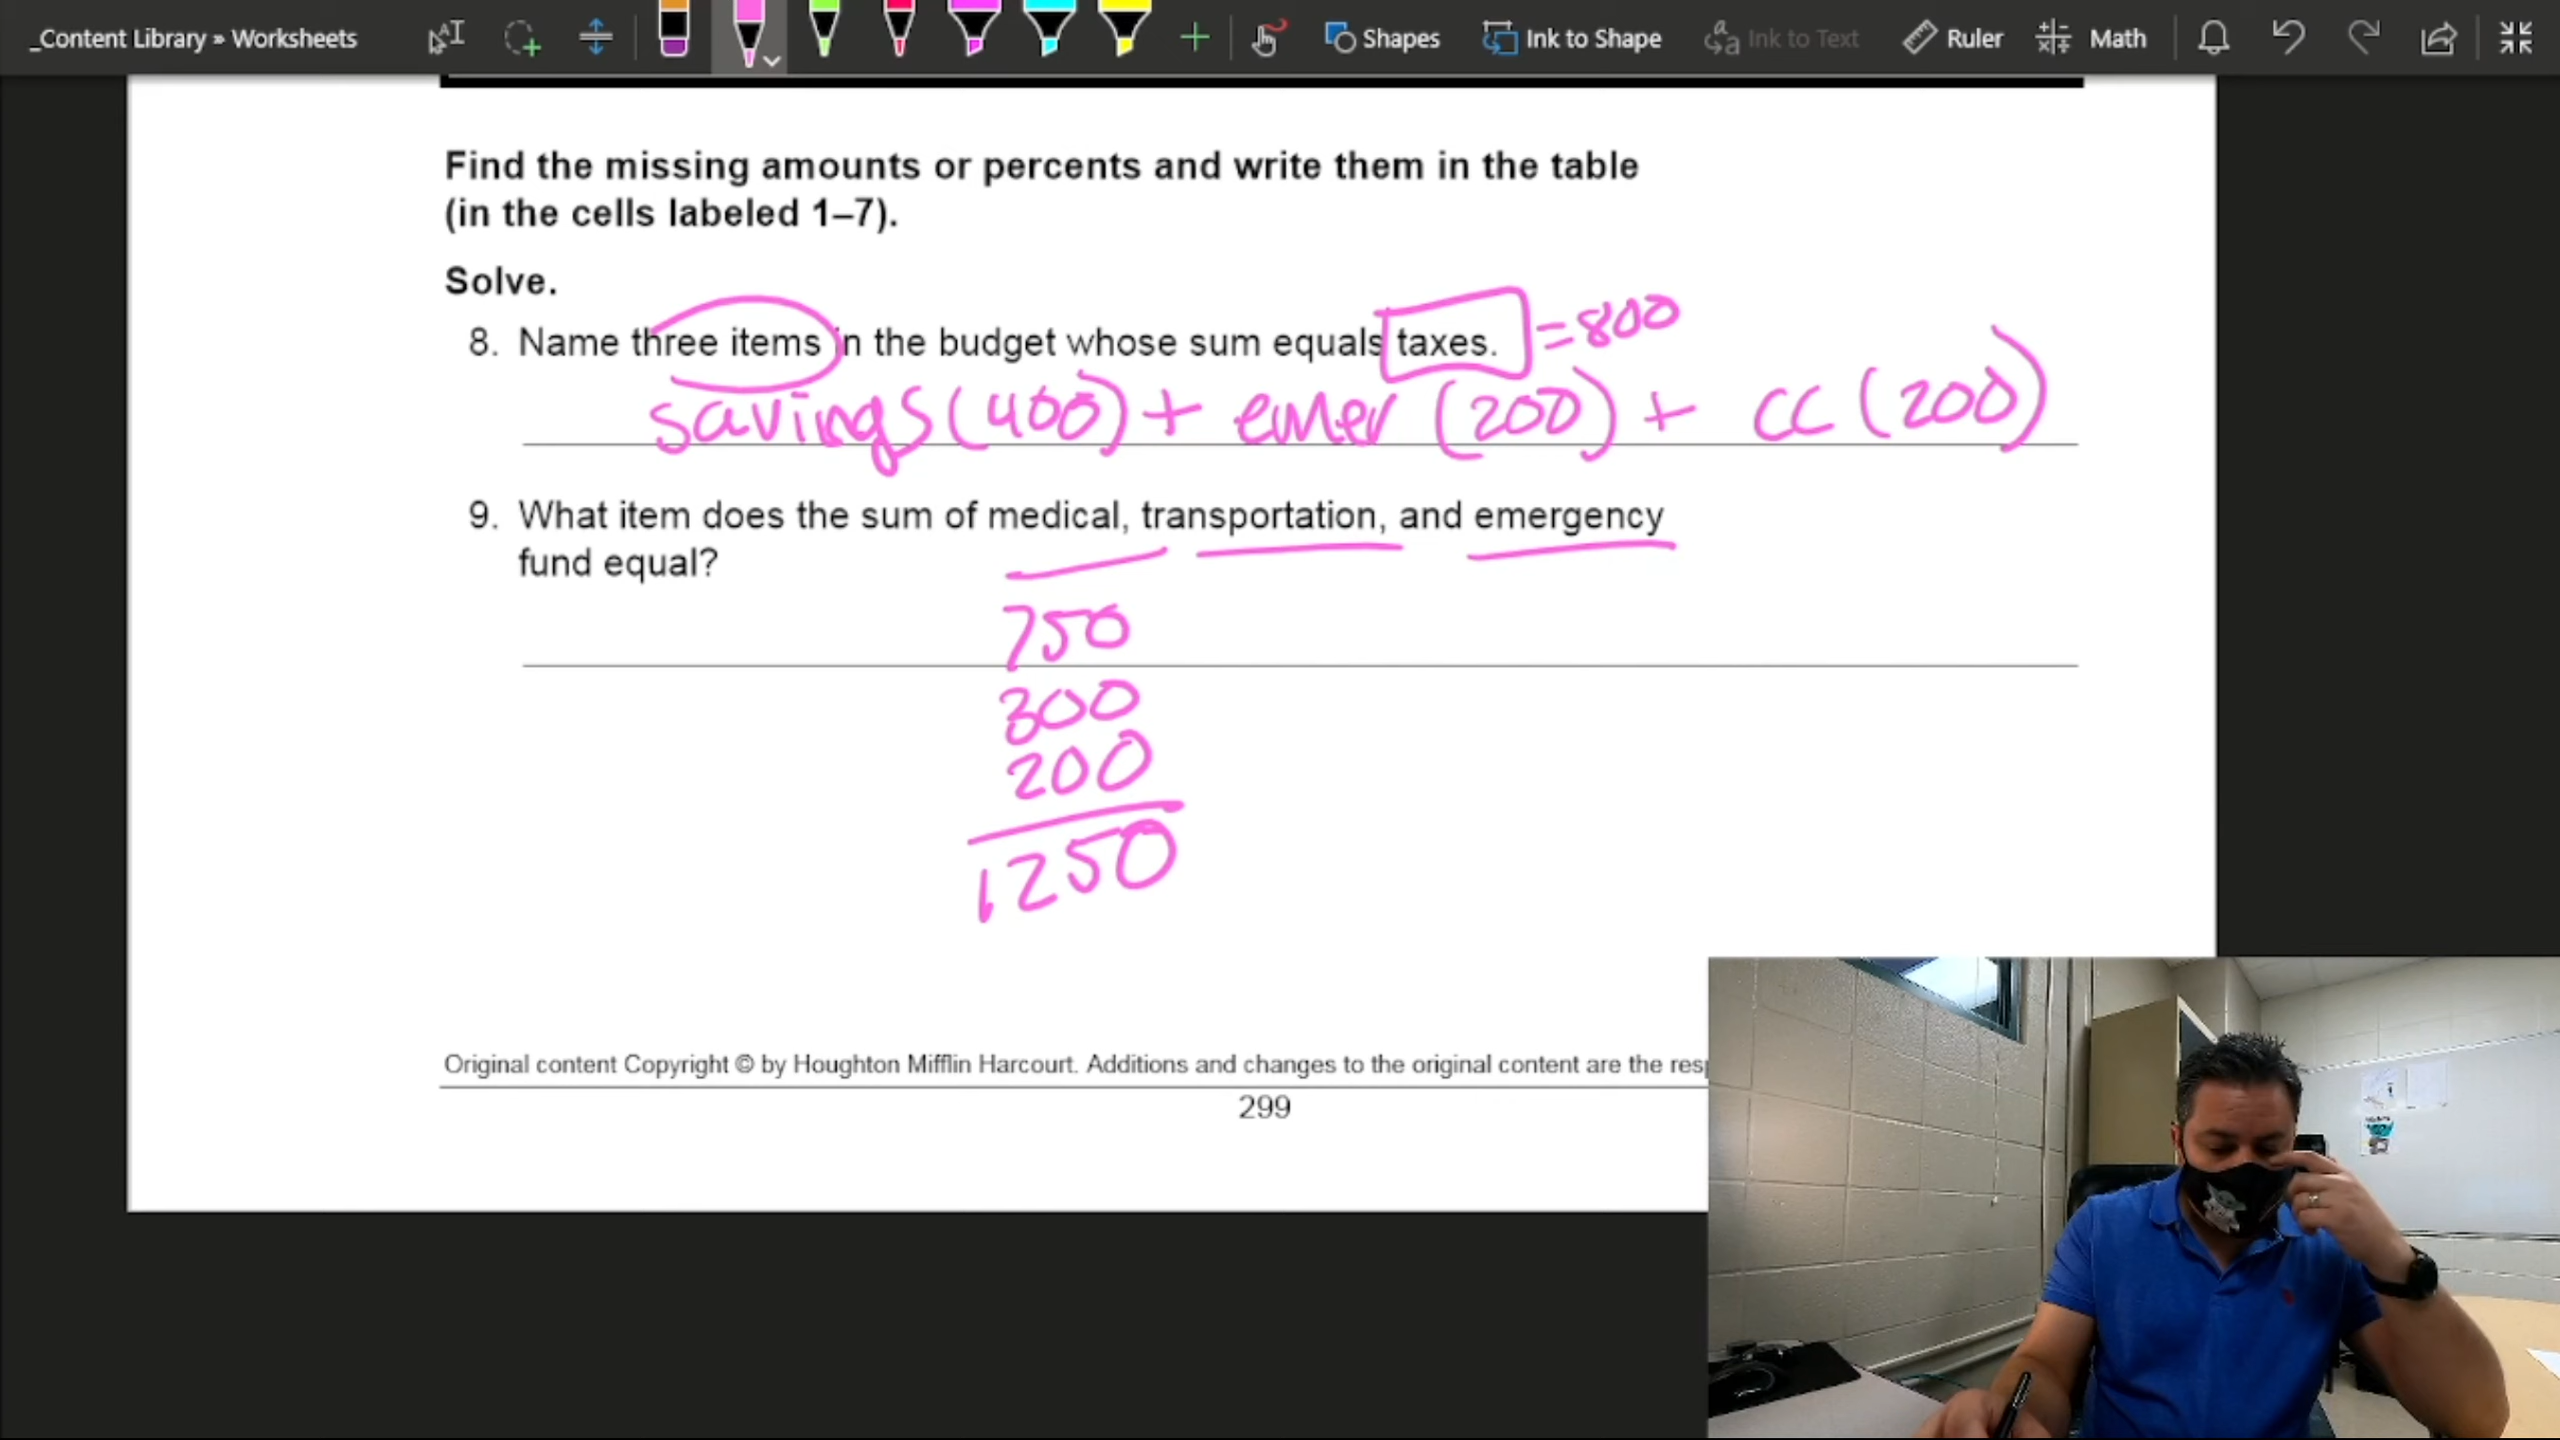 _Content Library » Worksheets
Shapes
Ink to Shape
Ink to Text
Ruler
Math
Find the missing amounts or percents and write them in the table
(in the cells labeled 1–7).
Solve.
8. Name three items in the budget whose sum equals taxes. =800
savings (400) + emer (200) + cc (200)
9. What item does the sum of medical, transportation, and emergency
fund equal?
750
300
200
1250
Original content Copyright © by Houghton Mifflin Harcourt. Additions and changes to the original content are the resp
299